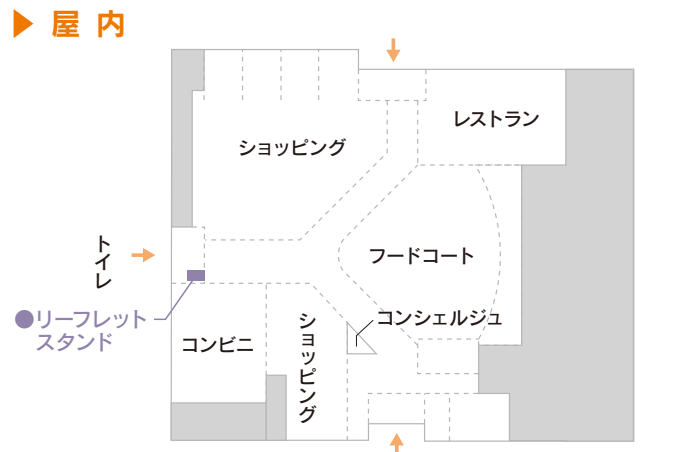 屋内
レストラン
ショッピング
トイレ
フードコート
●リーフレット
スタンド
コンシェルジュ
コンビニ
ショッピング